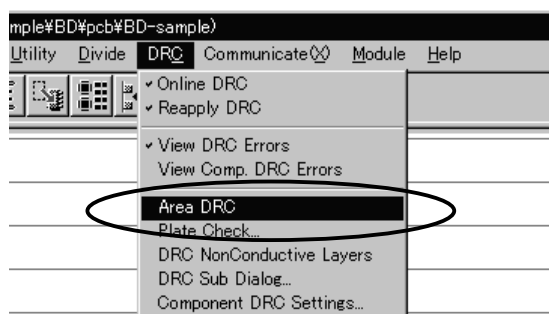 mple¥BD¥pcb¥BD-sample)
Utility Divide DRC Communicate(X) Module Help
Online DRC
Reapply DRC
View DRC Errors
View Comp. DRC Errors
Area DRC
Plate Check...
DRC NonConductive Layers
DRC Sub Dialog...
Component DRC Settings...